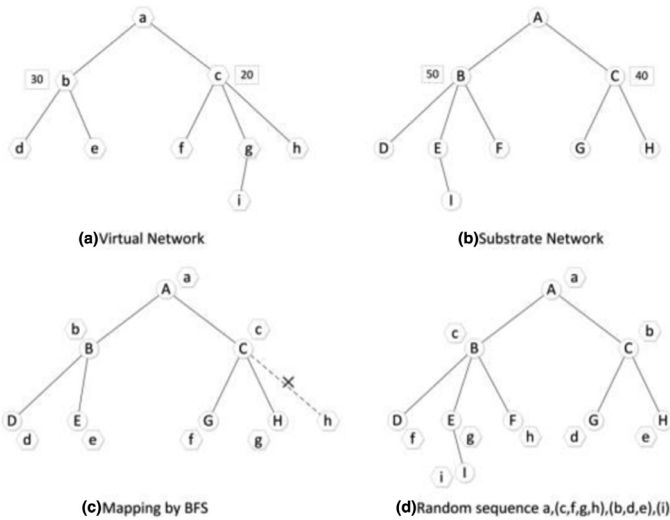 a
A
30 b
c 20
50 B
C 40
d e f g h
D E F G H
i
I
(a)Virtual Network
(b)Substrate Network
a
A
a
A
b
B
c
C
c
B
b
C
D
d
E
e
G
f
H
g
h
D
f
E
g
F
h
G
d
H
e
i I
(c)Mapping by BFS
(d)Random sequence a,(c,f,g,h),(b,d,e),(i)